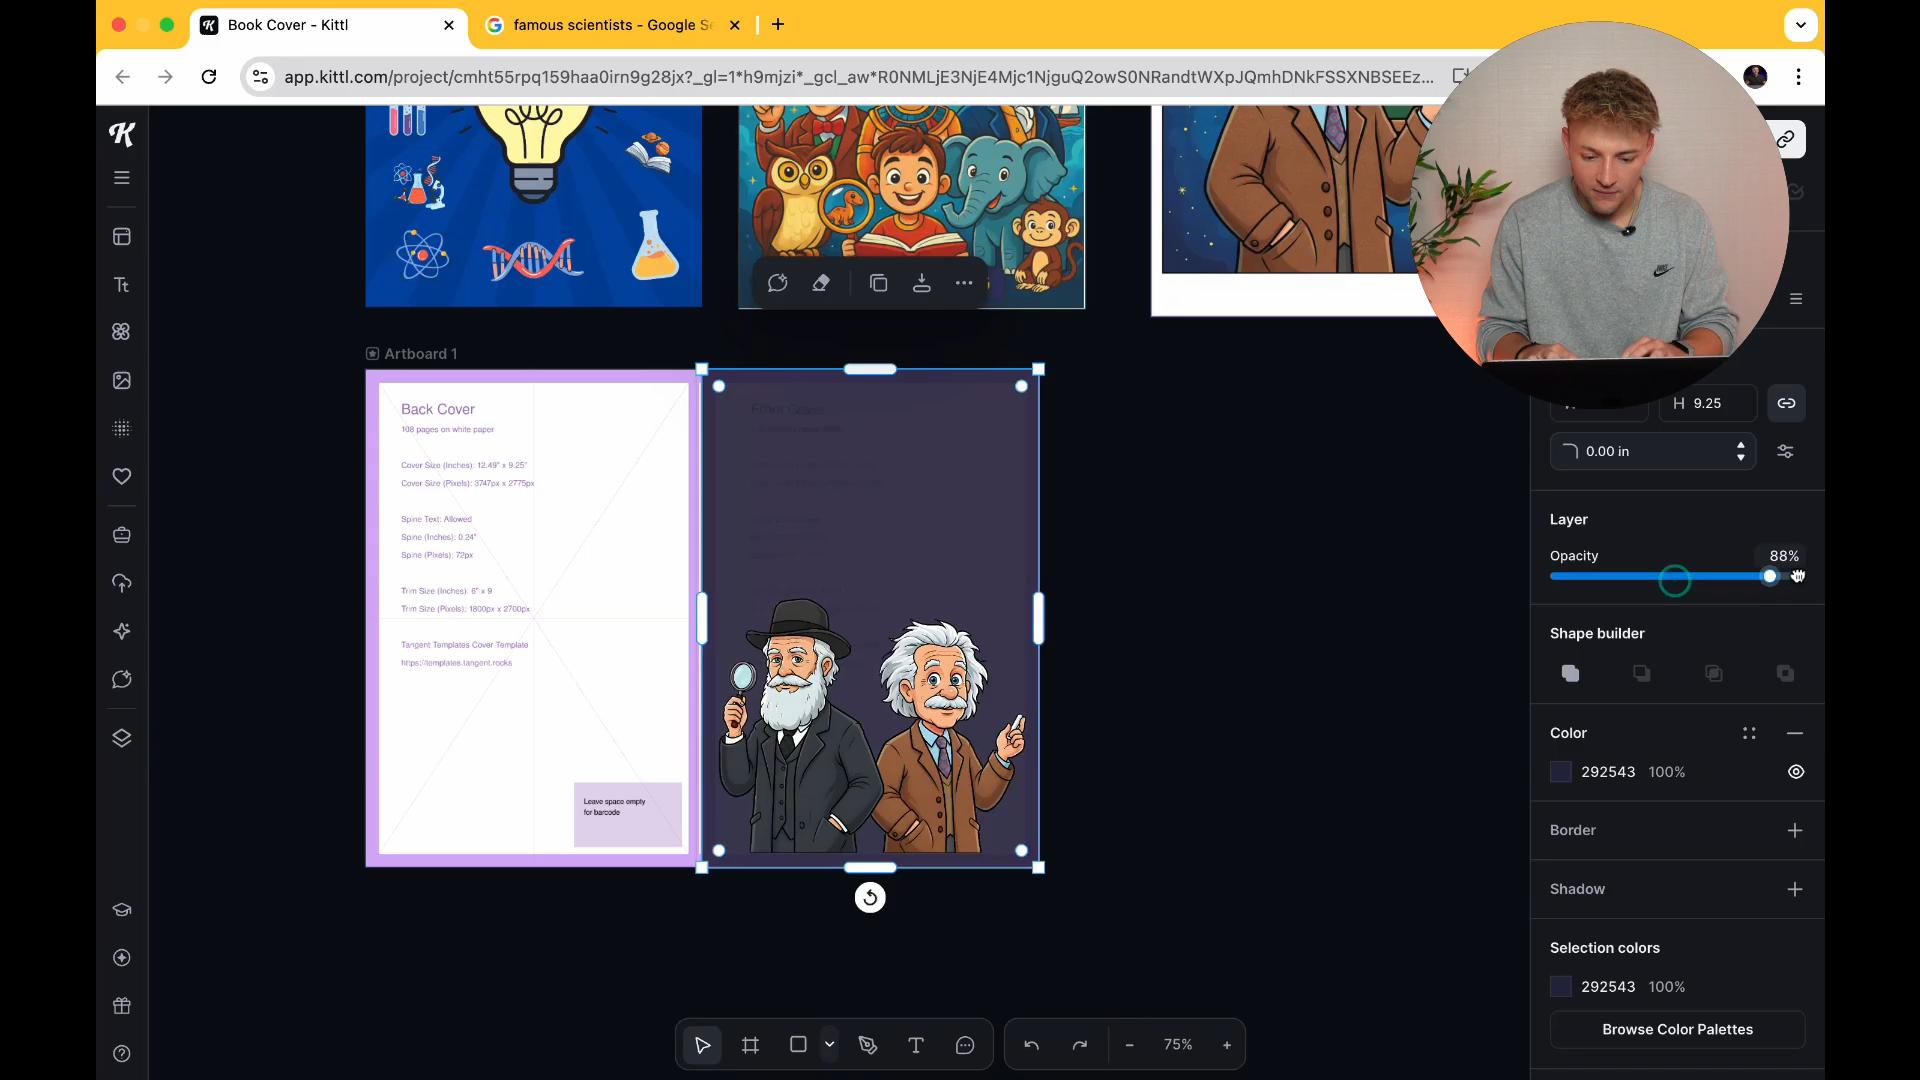 Book Cover - Kittl
famous scientists - Google S
app.kittl.com/project/cmht55rpq159haa0irn9g28jx?_gl=1*h9mjzi*_gcl_aw*R0NMLjE3NjE4Mjc1NjguQ2owS0NRandtWXpJQmhDNkFSSXNBSEEz...
Artboard 1
Back Cover
108 pages on white paper
Cover Size (Inches): 12.49" x 9.25"
Cover Size (Pixels): 3747px x 2775px
Spine Text: Allowed
Spine (Inches): 0.24"
Spine (Pixels): 72px
Trim Size (Inches): 6" x 9
Trim Size (Pixels): 1800px x 2700px
Tangent Templates Cover Template
https://templates.tangent.rocks
Leave space empty
for barcode
H 9.25
0.00 in
Layer
Opacity
88%
Shape builder
Color
292543 100%
Border
Shadow
Selection colors
292543 100%
Browse Color Palettes
75%